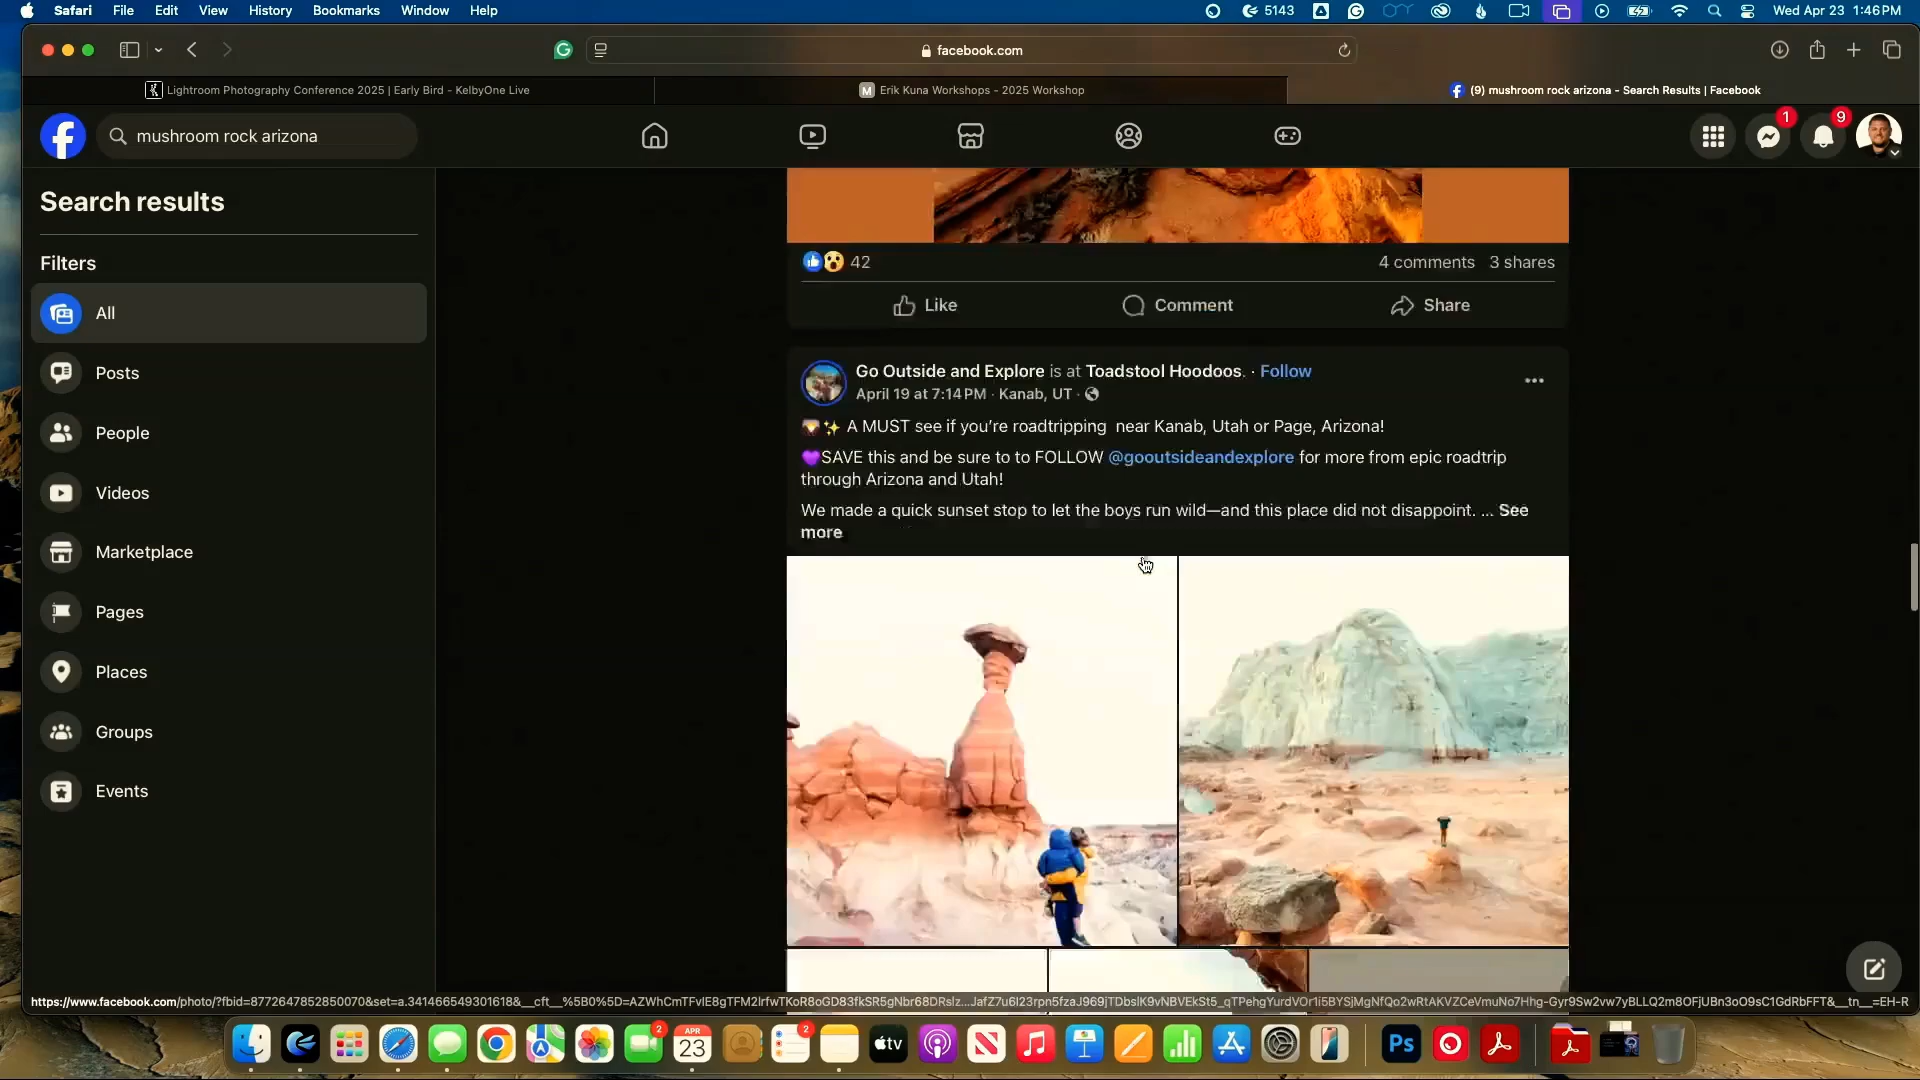 Safari File Edit View History Bookmarks Window Help 5143 Wed Apr 23 1:46 PM
facebook.com
Lightroom Photography Conference 2025 | Early Bird - KelbyOne Live
Erik Kuna Workshops - 2025 Workshop
(9) mushroom rock arizona - Search Results | Facebook
mushroom rock arizona
1
9
Search results
Filters
All
Posts
People
Videos
Marketplace
Pages
Places
Groups
Events
42
4 comments 3 shares
Like Comment Share
Go Outside and Explore is at Toadstool Hoodoos. · Follow
April 19 at 7:14 PM · Kanab, UT ·
A MUST see if you're roadtripping near Kanab, Utah or Page, Arizona!
SAVE this and be sure to to FOLLOW @gooutsideandexplore for more from epic roadtrip
through Arizona and Utah!
We made a quick sunset stop to let the boys run wild—and this place did not disappoint. ... See
more
2
APR
23
2
tv
Ps